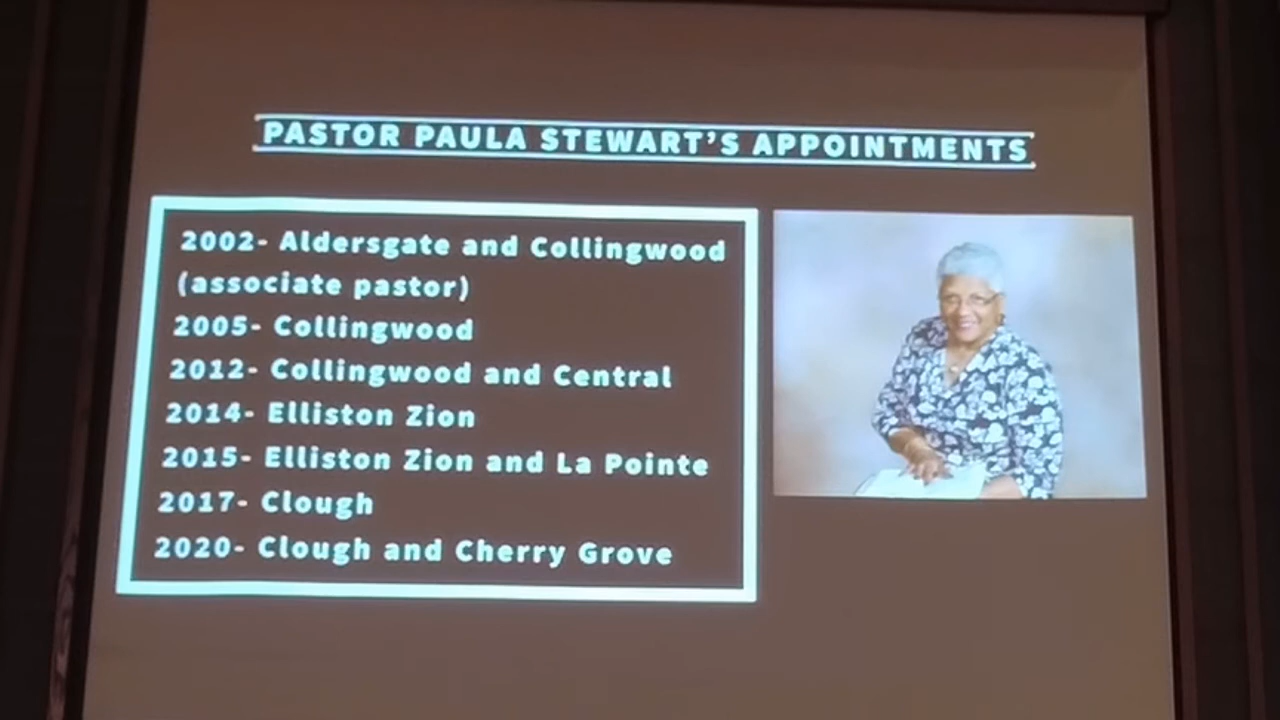 PASTOR PAULA STEWART’S APPOINTMENTS
2002- Aldersgate and Collingwood
(associate pastor)
2005- Collingwood
2012- Collingwood and Central
2014- Elliston Zion
2015- Elliston Zion and La Pointe
2017- Clough
2020- Clough and Cherry Grove